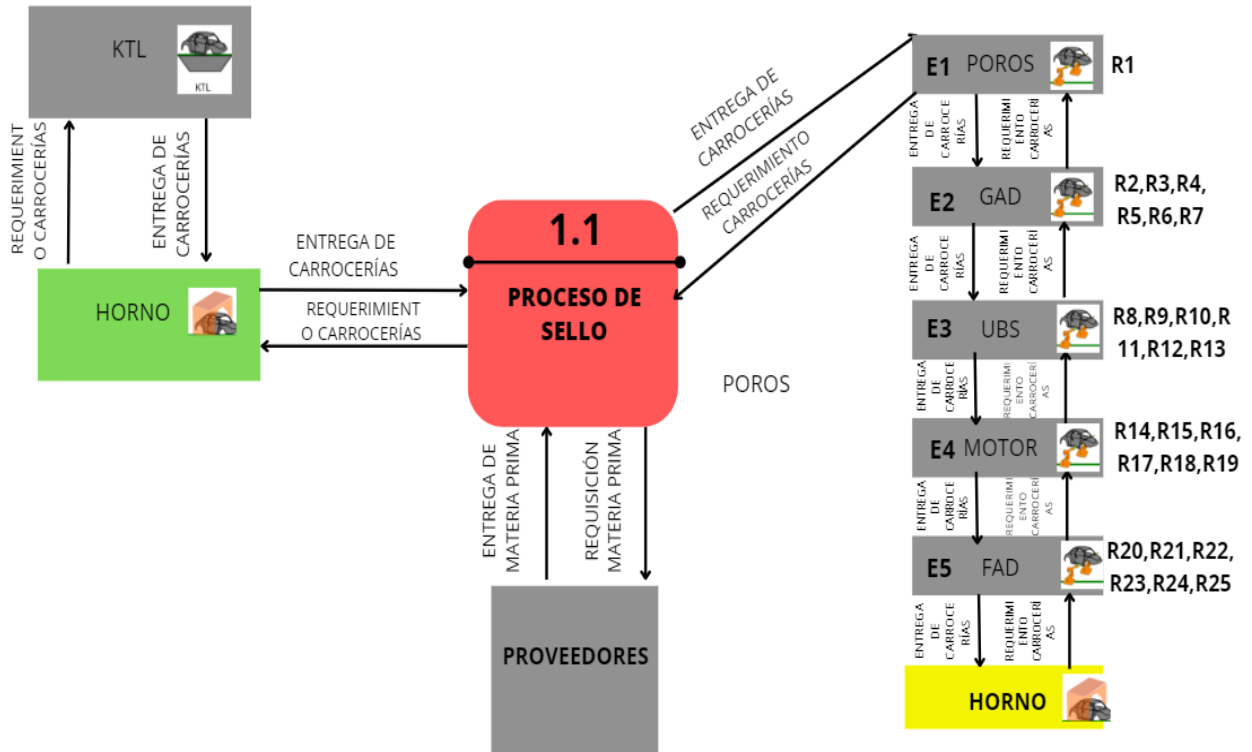 KTL
KTL
REQUERIMIENT
O CARROCERÍAS
ENTREGA DE
CARROCERÍAS
HORNO
ENTREGA DE
CARROCERÍAS
REQUERIMIENT
O CARROCERÍAS
1.1
PROCESO DE
SELLO
ENTREGA DE
MATERIA PRIMA
REQUISICIÓN
MATERIA PRIMA
PROVEEDORES
POROS
ENTREGA DE
CARROCERÍAS
REQUERIMIENTO
CARROCERÍAS
E1 POROS
R1
ENTREGA
DE
CARROCE
RÍAS
REQUERIMI
ENTO
CARROCERÍ
AS
E2 GAD
R2,R3,R4,
R5,R6,R7
ENTREGA
DE
CARROCE
RÍAS
REQUERIMI
ENTO
CARROCERÍ
AS
E3 UBS
R8,R9,R10,R
11,R12,R13
ENTREGA
DE
CARROCE
RÍAS
REQUERIMI
ENTO
CARROCERÍ
AS
E4 MOTOR
R14,R15,R16,
R17,R18,R19
ENTREGA
DE
CARROCE
RÍAS
REQUERIMI
ENTO
CARROCERÍ
AS
E5 FAD
R20,R21,R22,
R23,R24,R25
ENTREGA
DE
CARROCE
RÍAS
REQUERIMI
ENTO
CARROCERÍ
AS
HORNO